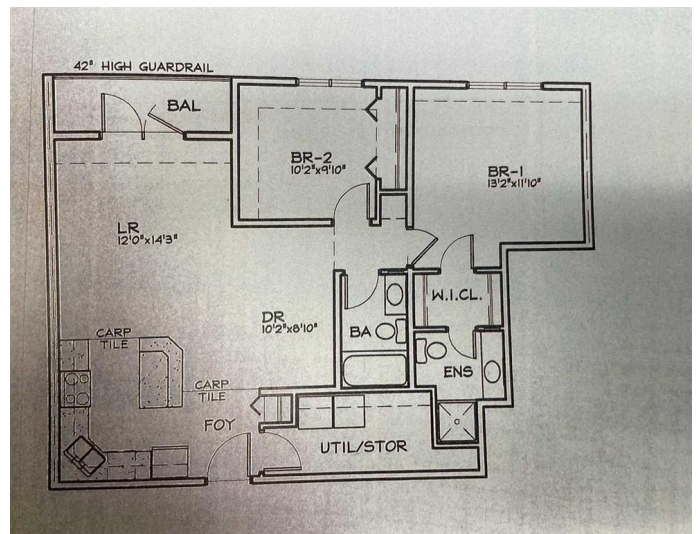 42" HIGH GUARDRAIL
BAL
BR-2
10'2"x9'10"
BR-1
13'2"x11'10"
LR
12'0"x14'3"
W.I.CL.
DR
10'2"x8'10"
BA
CARP
TILE
ENS
CARP
TILE
FOY
UTIL/STOR